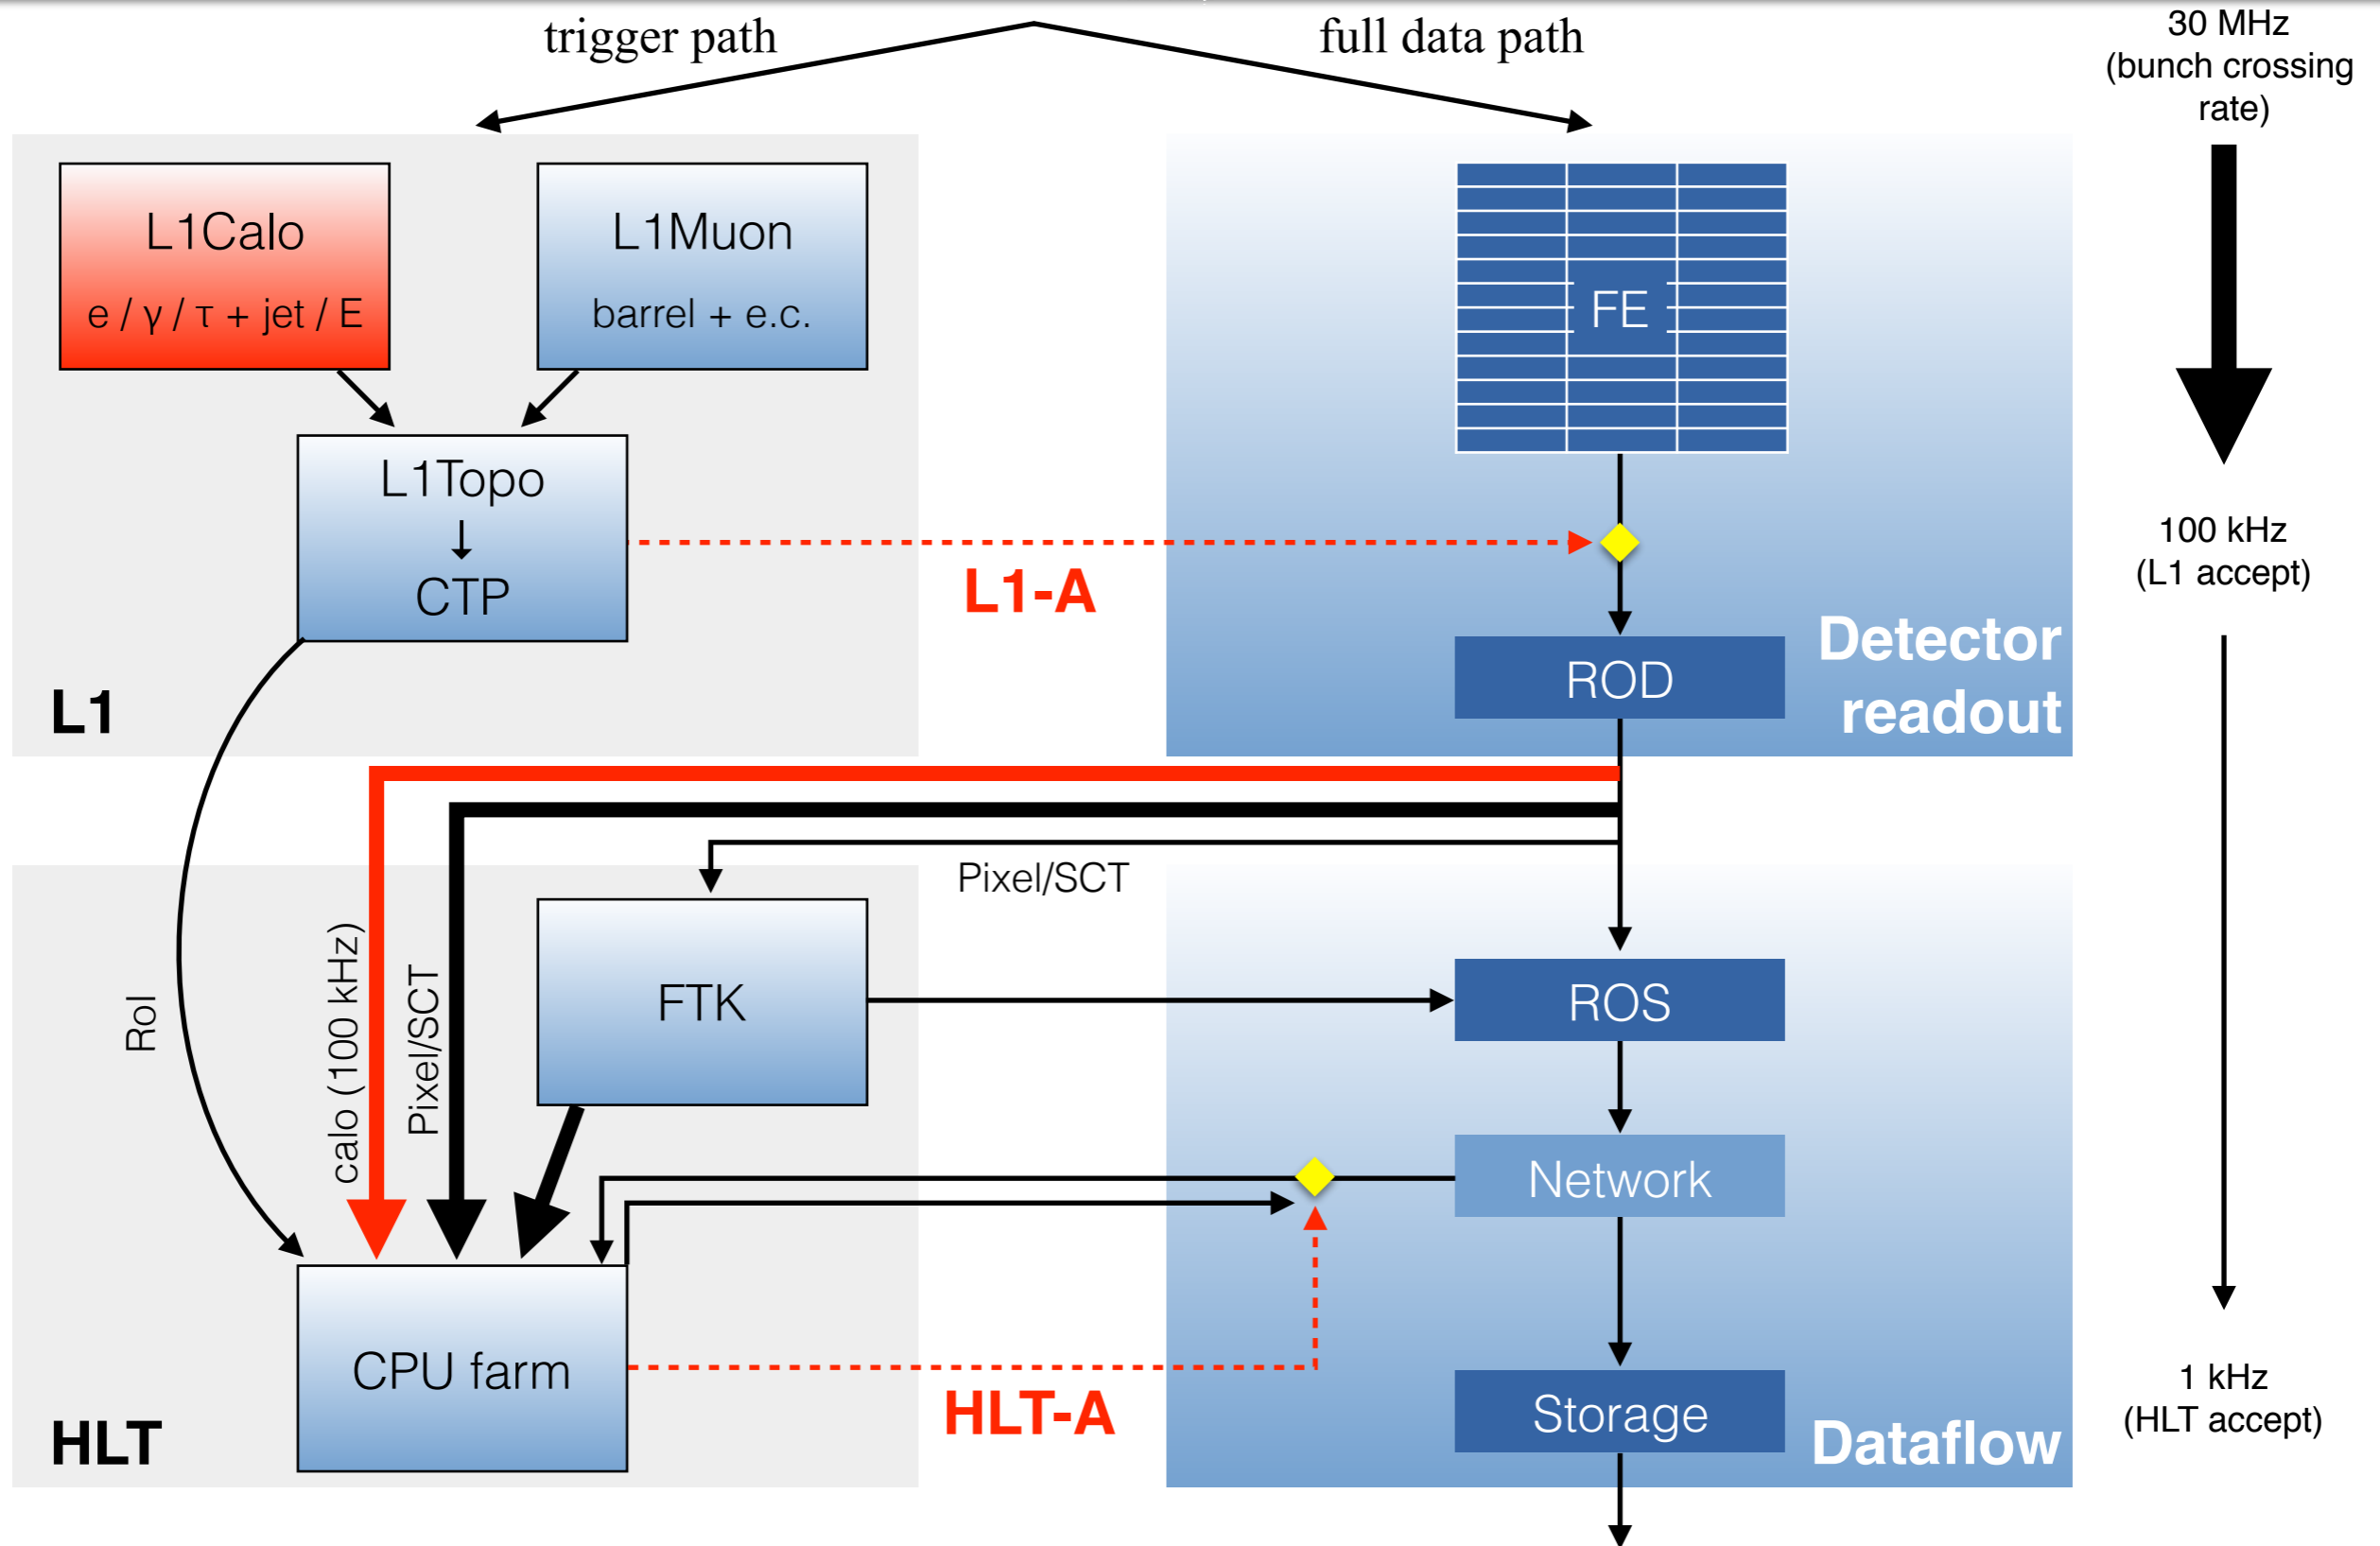 trigger path
full data path
30 MHz
(bunch crossing
rate)
L1Calo
e / γ / τ + jet / E
L1Muon
barrel + e.c.
FE
L1Topo
↓
CTP
L1-A
100 kHz
(L1 accept)
ROD
Detector
readout
L1
Pixel/SCT
RoI
calo (100 kHz)
Pixel/SCT
FTK
ROS
Network
CPU farm
HLT-A
Storage
1 kHz
(HLT accept)
HLT
Dataflow